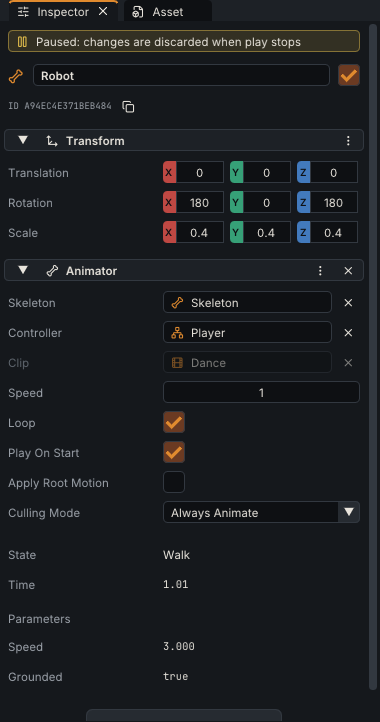 Inspector
Asset
Paused: changes are discarded when play stops
Robot
ID A94EC4E371BEB484
Transform
Translation X 0 Y 0 Z 0
Rotation X 180 Y 0 Z 180
Scale X 0.4 Y 0.4 Z 0.4
Animator
Skeleton Skeleton
Controller Player
Clip Dance
Speed 1
Loop
Play On Start
Apply Root Motion
Culling Mode Always Animate
State Walk
Time 1.01
Parameters
Speed 3.000
Grounded true